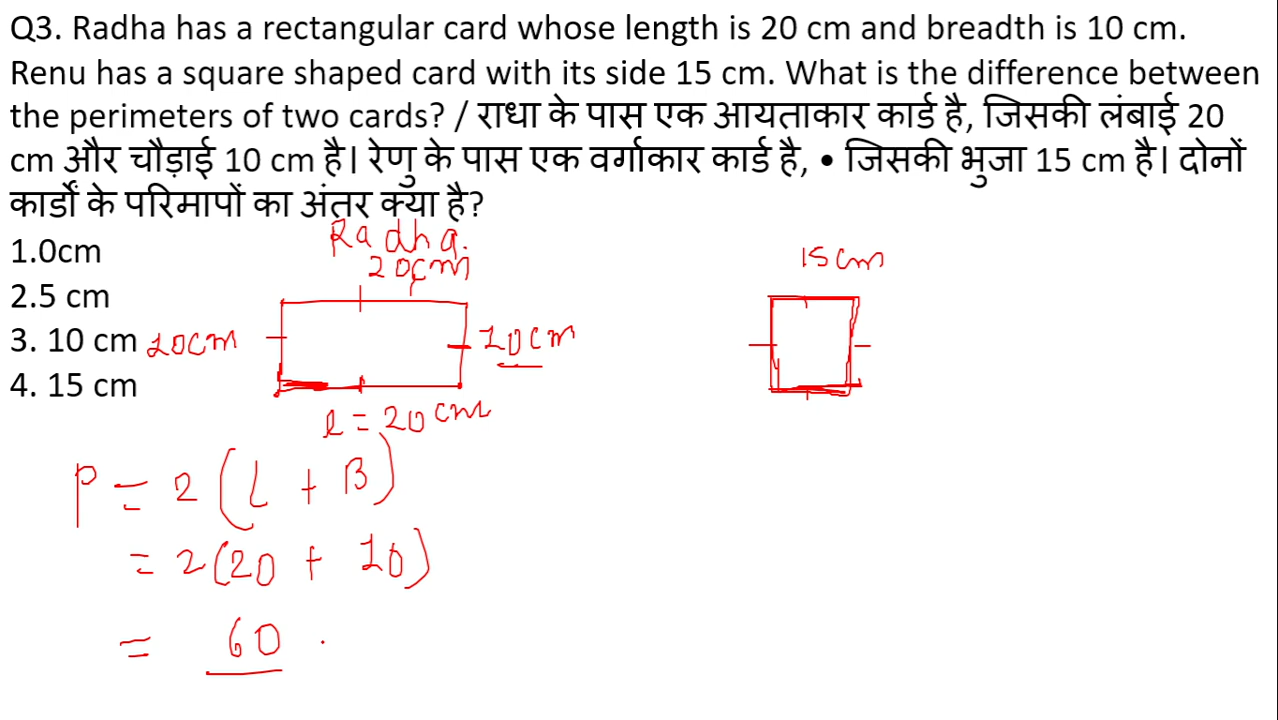 Q3. Radha has a rectangular card whose length is 20 cm and breadth is 10 cm.
Renu has a square shaped card with its side 15 cm. What is the difference between
the perimeters of two cards? / राधा के पास एक आयताकार कार्ड है, जिसकी लंबाई 20
cm और चौड़ाई 10 cm है। रेणु के पास एक वर्गाकार कार्ड है, • जिसकी भुजा 15 cm है। दोनों
कार्डों के परिमापों का अंतर क्या है?
Radha.
1.0cm
20cm
15cm
2.5 cm
3. 10 cm
10cm
10cm
4. 15 cm
l = 20cm
P = 2(L + B)
= 2(20 + 10)
= 60